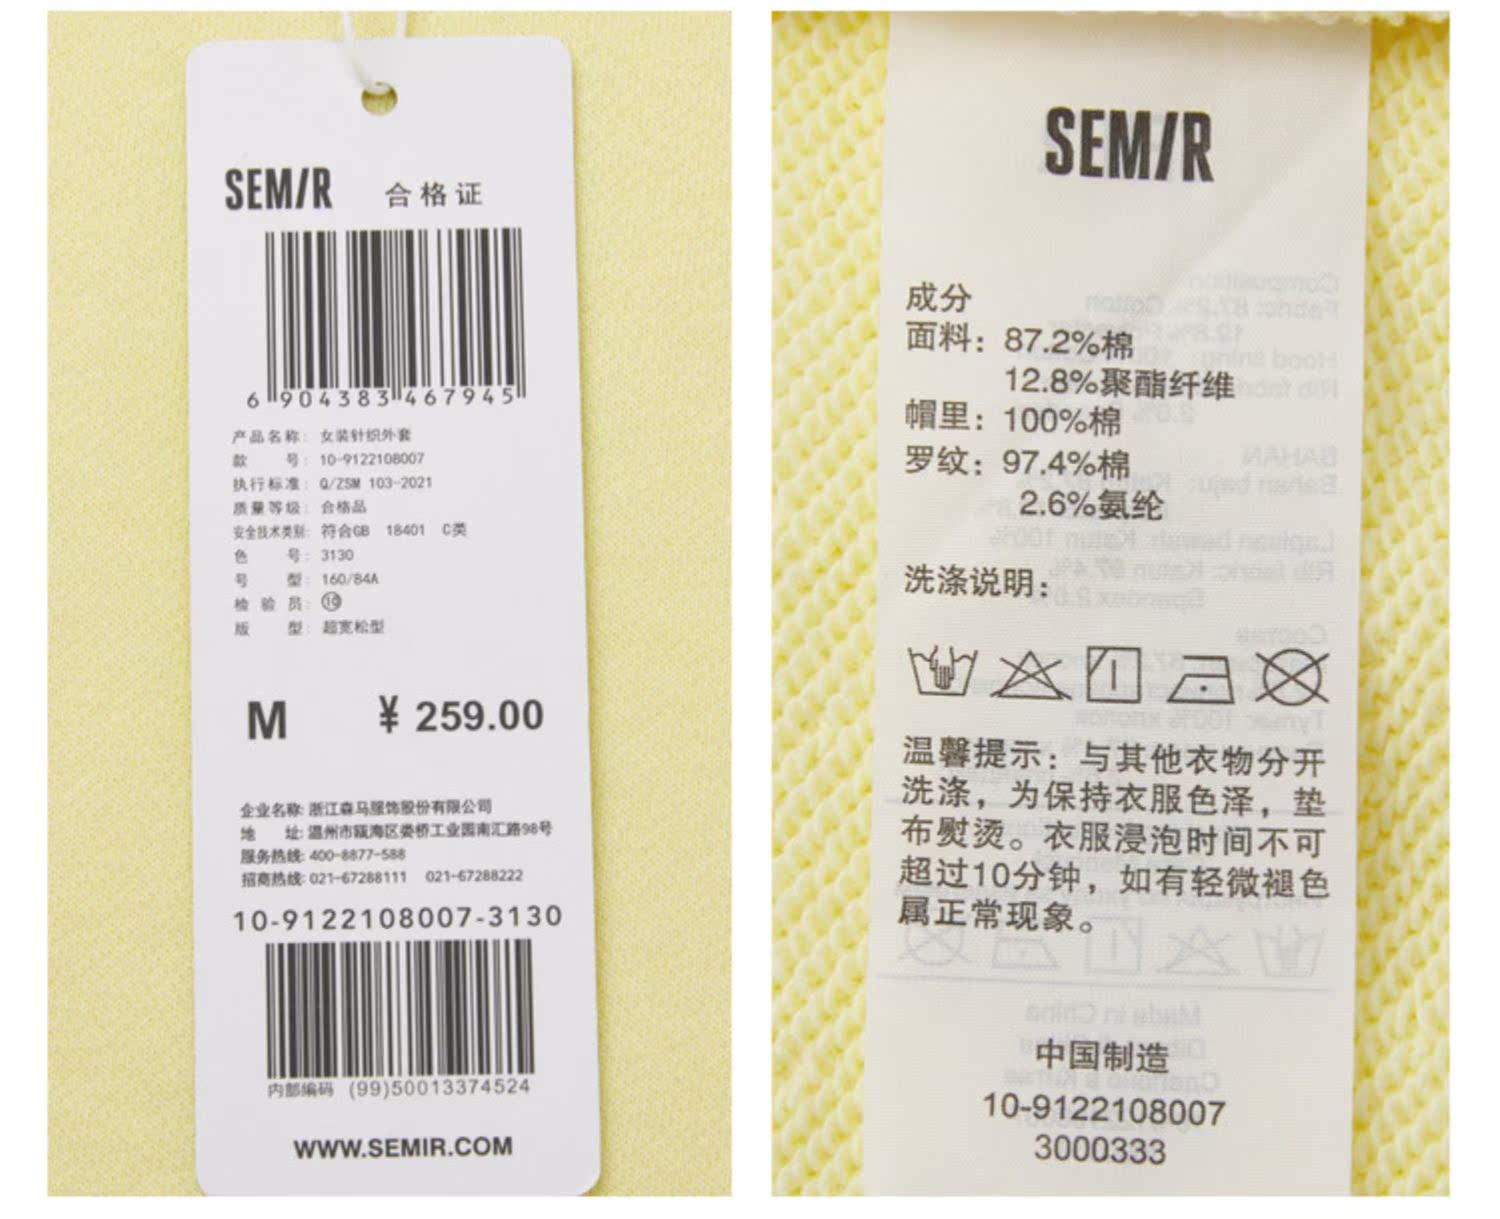 SEMIR 合格证
6 904383 467945
产品名称: 女装针织外套
款 号: 10-9122108007
执行标准: Q/ZSM 103-2021
质量等级: 合格品
安全技术类别: 符合GB 18401 C类
色 号: 3130
号 型: 160/84A
检 验 员: ⑩
版 型: 超宽松型
M ¥ 259.00
企业名称: 浙江森马服饰股份有限公司
地 址: 温州市瓯海区娄桥工业园南汇路98号
服务热线: 400-8877-588
招商热线: 021-67288111 021-67288222
10-9122108007-3130
内部编码 (99)50013374524
WWW.SEMIR.COM
SEMIR
成分
面料：87.2%棉
12.8%聚酯纤维
帽里：100%棉
罗纹：97.4%棉
2.6%氨纶
洗涤说明：
温馨提示：与其他衣物分开
洗涤，为保持衣服色泽，垫
布熨烫。衣服浸泡时间不可
超过10分钟，如有轻微褪色
属正常现象。
中国制造
10-9122108007
3000333